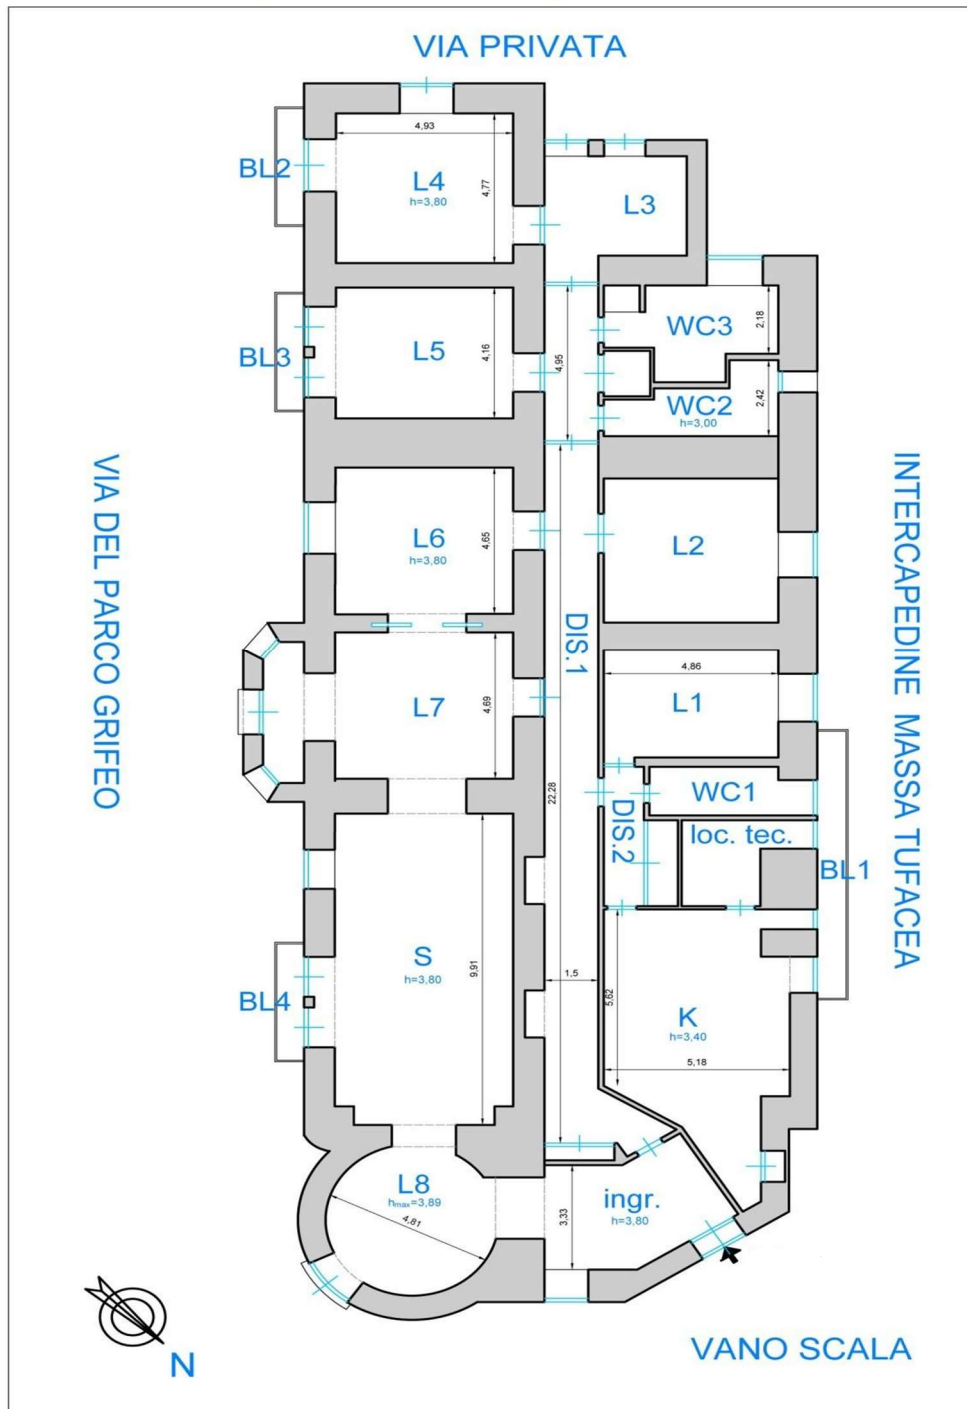 VIA PRIVATA
4,93
BL2
L4
h=3,80
4,77
L3
BL3
L5
4,16
4,95
WC3
2,18
WC2
h=3,00
2,42
VIA DEL PARCO GRIFEO
L6
h=3,80
4,65
L2
INTERCAPEDINE MASSA TUFACEA
DIS.1
L7
4,69
4,86
L1
22,28
WC1
DIS.2
loc. tec.
BL1
S
h=3,80
9,91
BL4
1,5
5,62
K
h=3,40
5,18
L8
hmax=3,89
4,81
3,33
ingr.
h=3,80
N
VANO SCALA